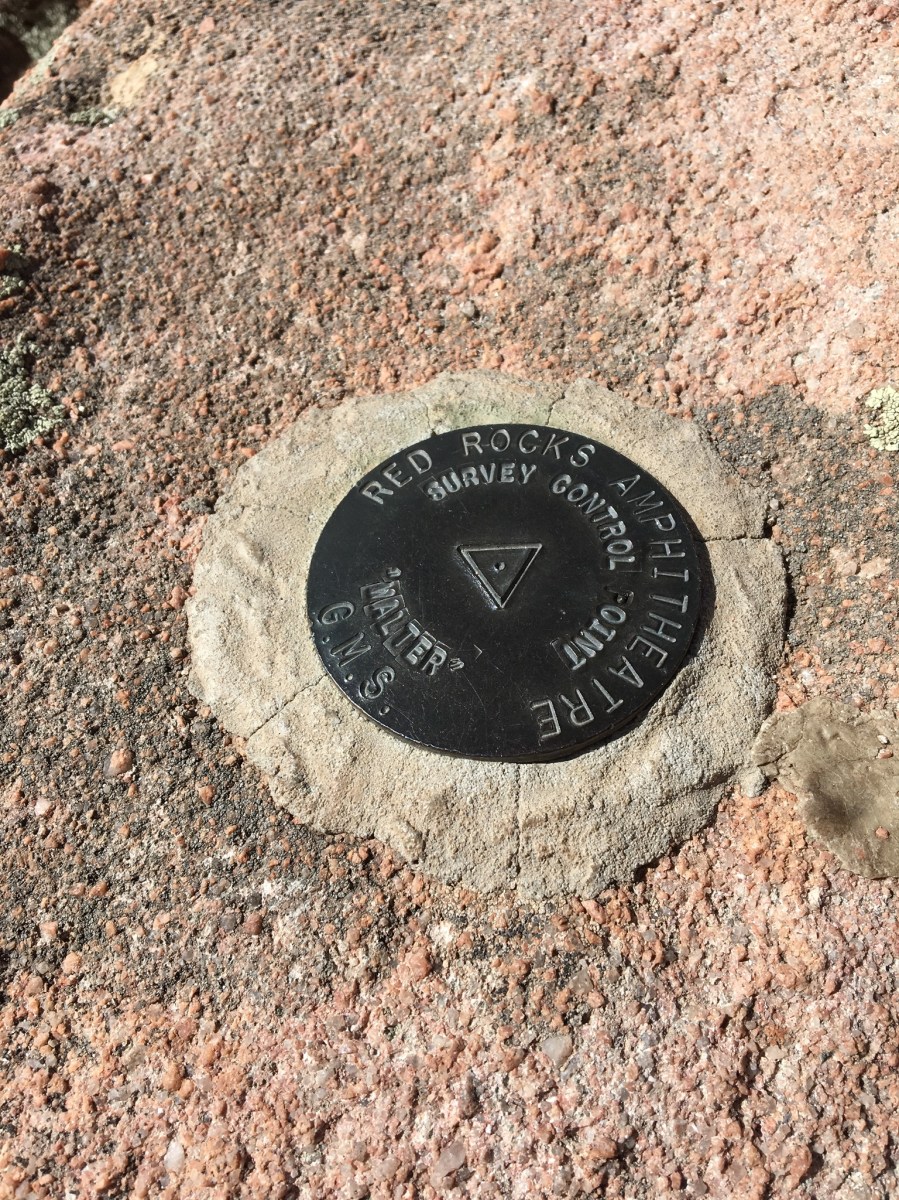 RED ROCKS AMPHITHEATRE
SURVEY CONTROL POINT
"WALTER"
G.M.S.